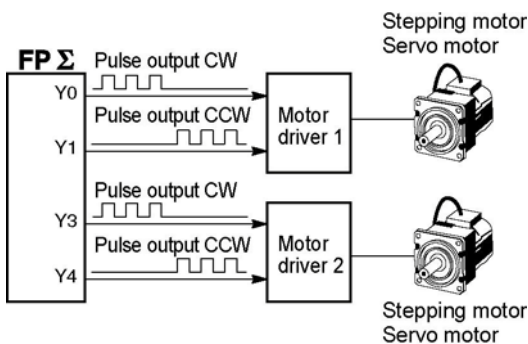 Stepping motor
Servo motor
FP Σ
Pulse output CW
Y0
Pulse output CCW
Y1
Motor
driver 1
Pulse output CW
Y3
Pulse output CCW
Y4
Motor
driver 2
Stepping motor
Servo motor